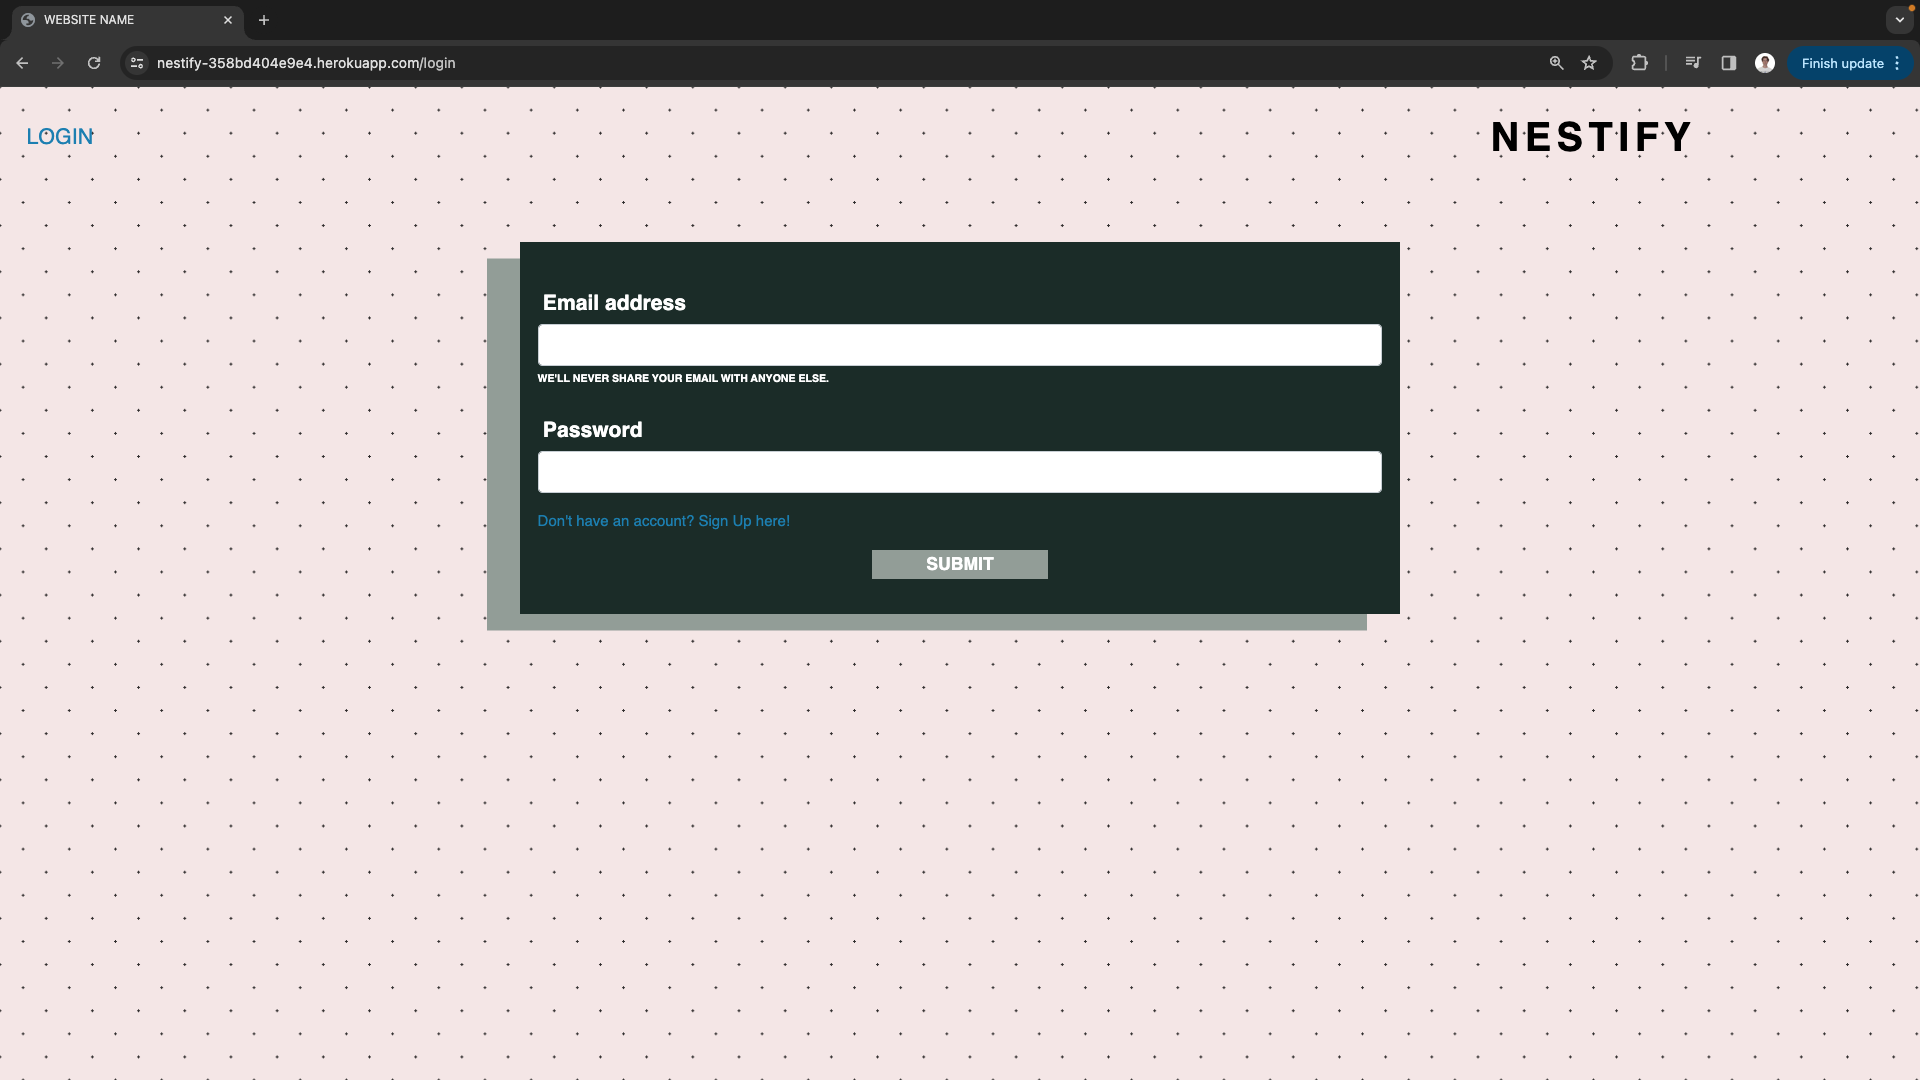 WEBSITE NAME
nestify-358bd404e9e4.herokuapp.com/login
Finish update
LOGIN
NESTIFY
Email address
WE'LL NEVER SHARE YOUR EMAIL WITH ANYONE ELSE.
Password
Don't have an account? Sign Up here!
SUBMIT